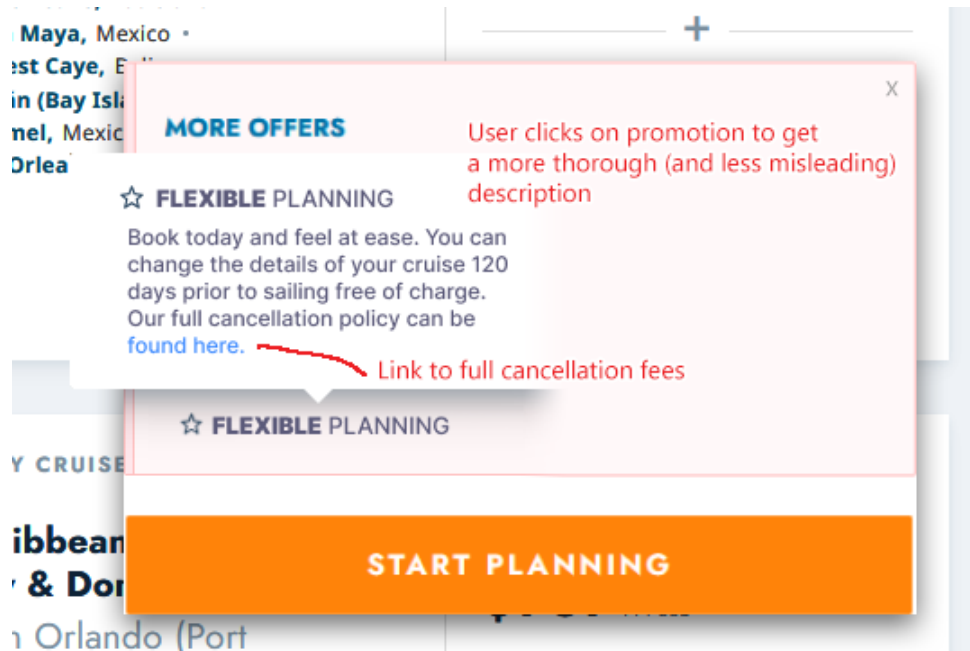 Maya, Mexico •
est Caye, B
án (Bay Isla
mel, Mexic
Orlea
+
X
MORE OFFERS
User clicks on promotion to get
a more thorough (and less misleading)
description
FLEXIBLE PLANNING
Book today and feel at ease. You can
change the details of your cruise 120
days prior to sailing free of charge.
Our full cancellation policy can be
found here.
Link to full cancellation fees
FLEXIBLE PLANNING
Y CRUISE
ibbean
& Do
START PLANNING
n Orlando (Port